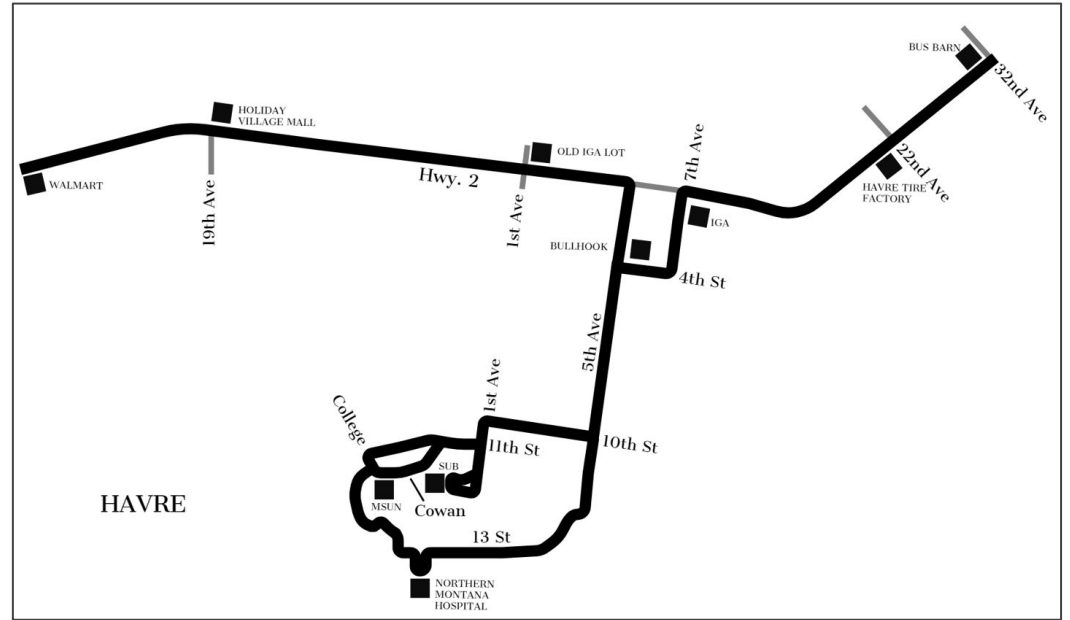 BUS BARN
32nd Ave
HOLIDAY
VILLAGE MALL
7th Ave
OLD IGA LOT
22nd Ave
Hwy. 2
WALMART
HAVRE TIRE
FACTORY
19th Ave
1st Ave
IGA
BULLHOOK
4th St
5th Ave
1st Ave
College
11th St
10th St
SUB
MSUN
Cowan
HAVRE
13 St
NORTHERN
MONTANA
HOSPITAL